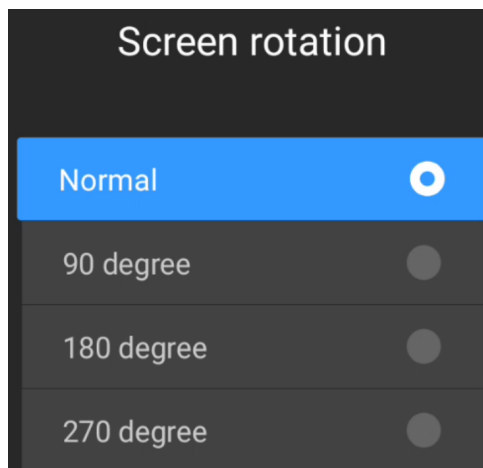 Screen rotation
Normal
90 degree
180 degree
270 degree